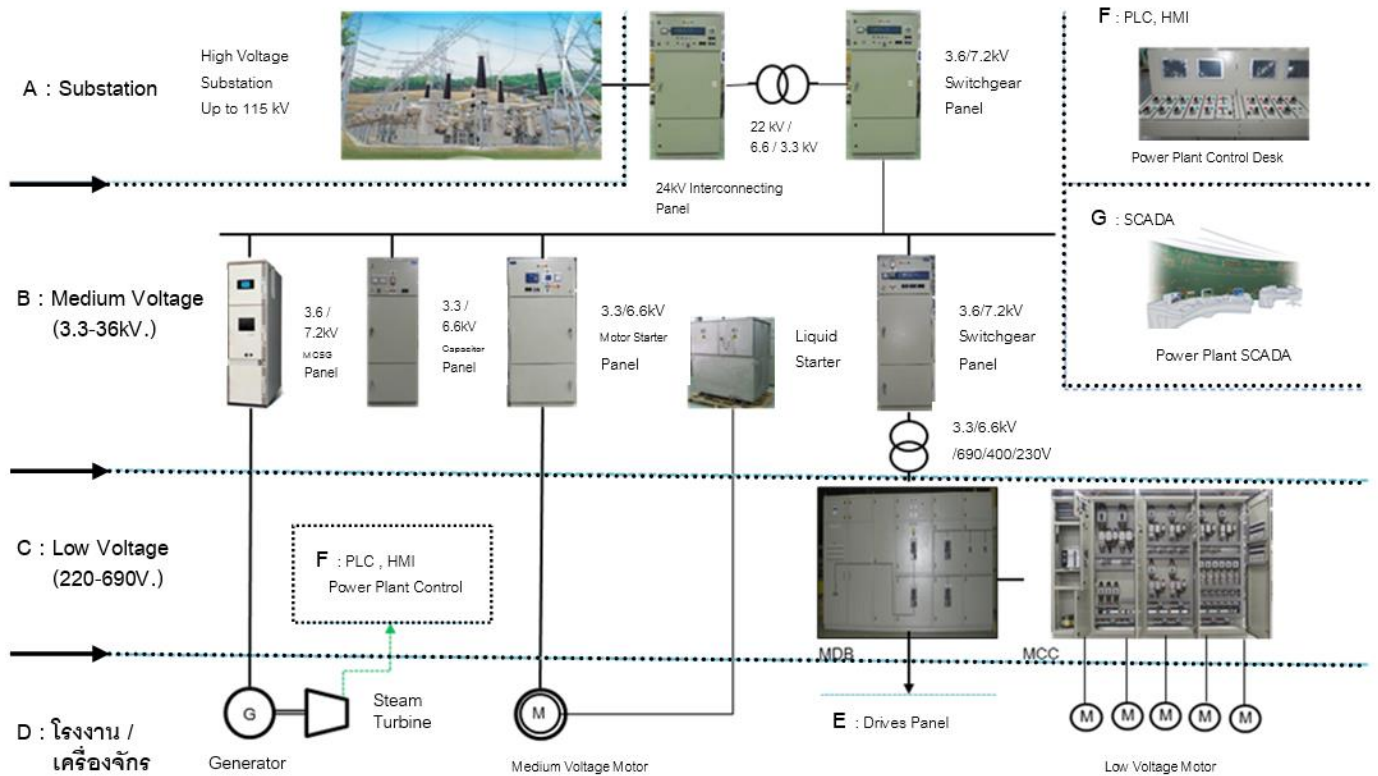 A : Substation
High Voltage
Substation
Up to 115 kV
22 kV /
6.6 / 3.3 kV
24kV Interconnecting
Panel
3.6/7.2kV
Switchgear
Panel
F : PLC, HMI
Power Plant Control Desk
G : SCADA
Power Plant SCADA
B : Medium Voltage
(3.3-36kV.)
3.6 /
7.2kV
MCSG
Panel
3.3 /
6.6kV
Capacitor
Panel
3.3/6.6kV
Motor Starter
Panel
Liquid
Starter
3.6/7.2kV
Switchgear
Panel
3.3/6.6kV
/690/400/230V
C : Low Voltage
(220-690V.)
F : PLC , HMI
Power Plant Control
MDB
MCC
D : โรงงาน /
เครื่องจักร
G
Steam
Turbine
Generator
M
Medium Voltage Motor
E : Drives Panel
M M M M M
Low Voltage Motor